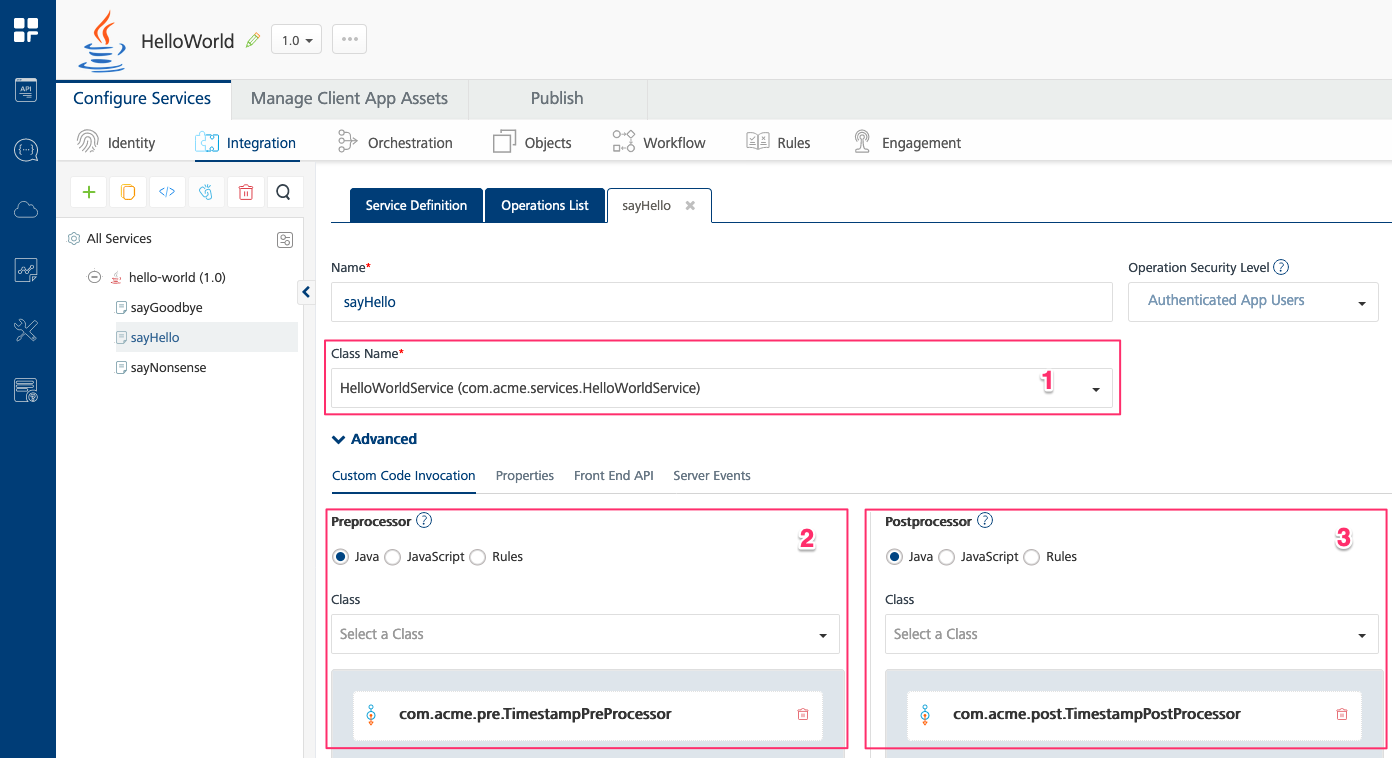 HelloWorld 1.0
API
Configure Services Manage Client App Assets Publish
Identity Integration Orchestration Objects Workflow Rules Engagement
</>
Service Definition Operations List sayHello
All Services
hello-world (1.0)
sayGoodbye
sayHello
sayNonsense
Name* Operation Security Level ?
sayHello Authenticated App Users
Class Name*
HelloWorldService (com.acme.services.HelloWorldService) 1
Advanced
Custom Code Invocation Properties Front End API Server Events
Preprocessor ? 2 Postprocessor ? 3
Java JavaScript Rules Java JavaScript Rules
Class Class
Select a Class Select a Class
com.acme.pre.TimestampPreProcessor com.acme.post.TimestampPostProcessor